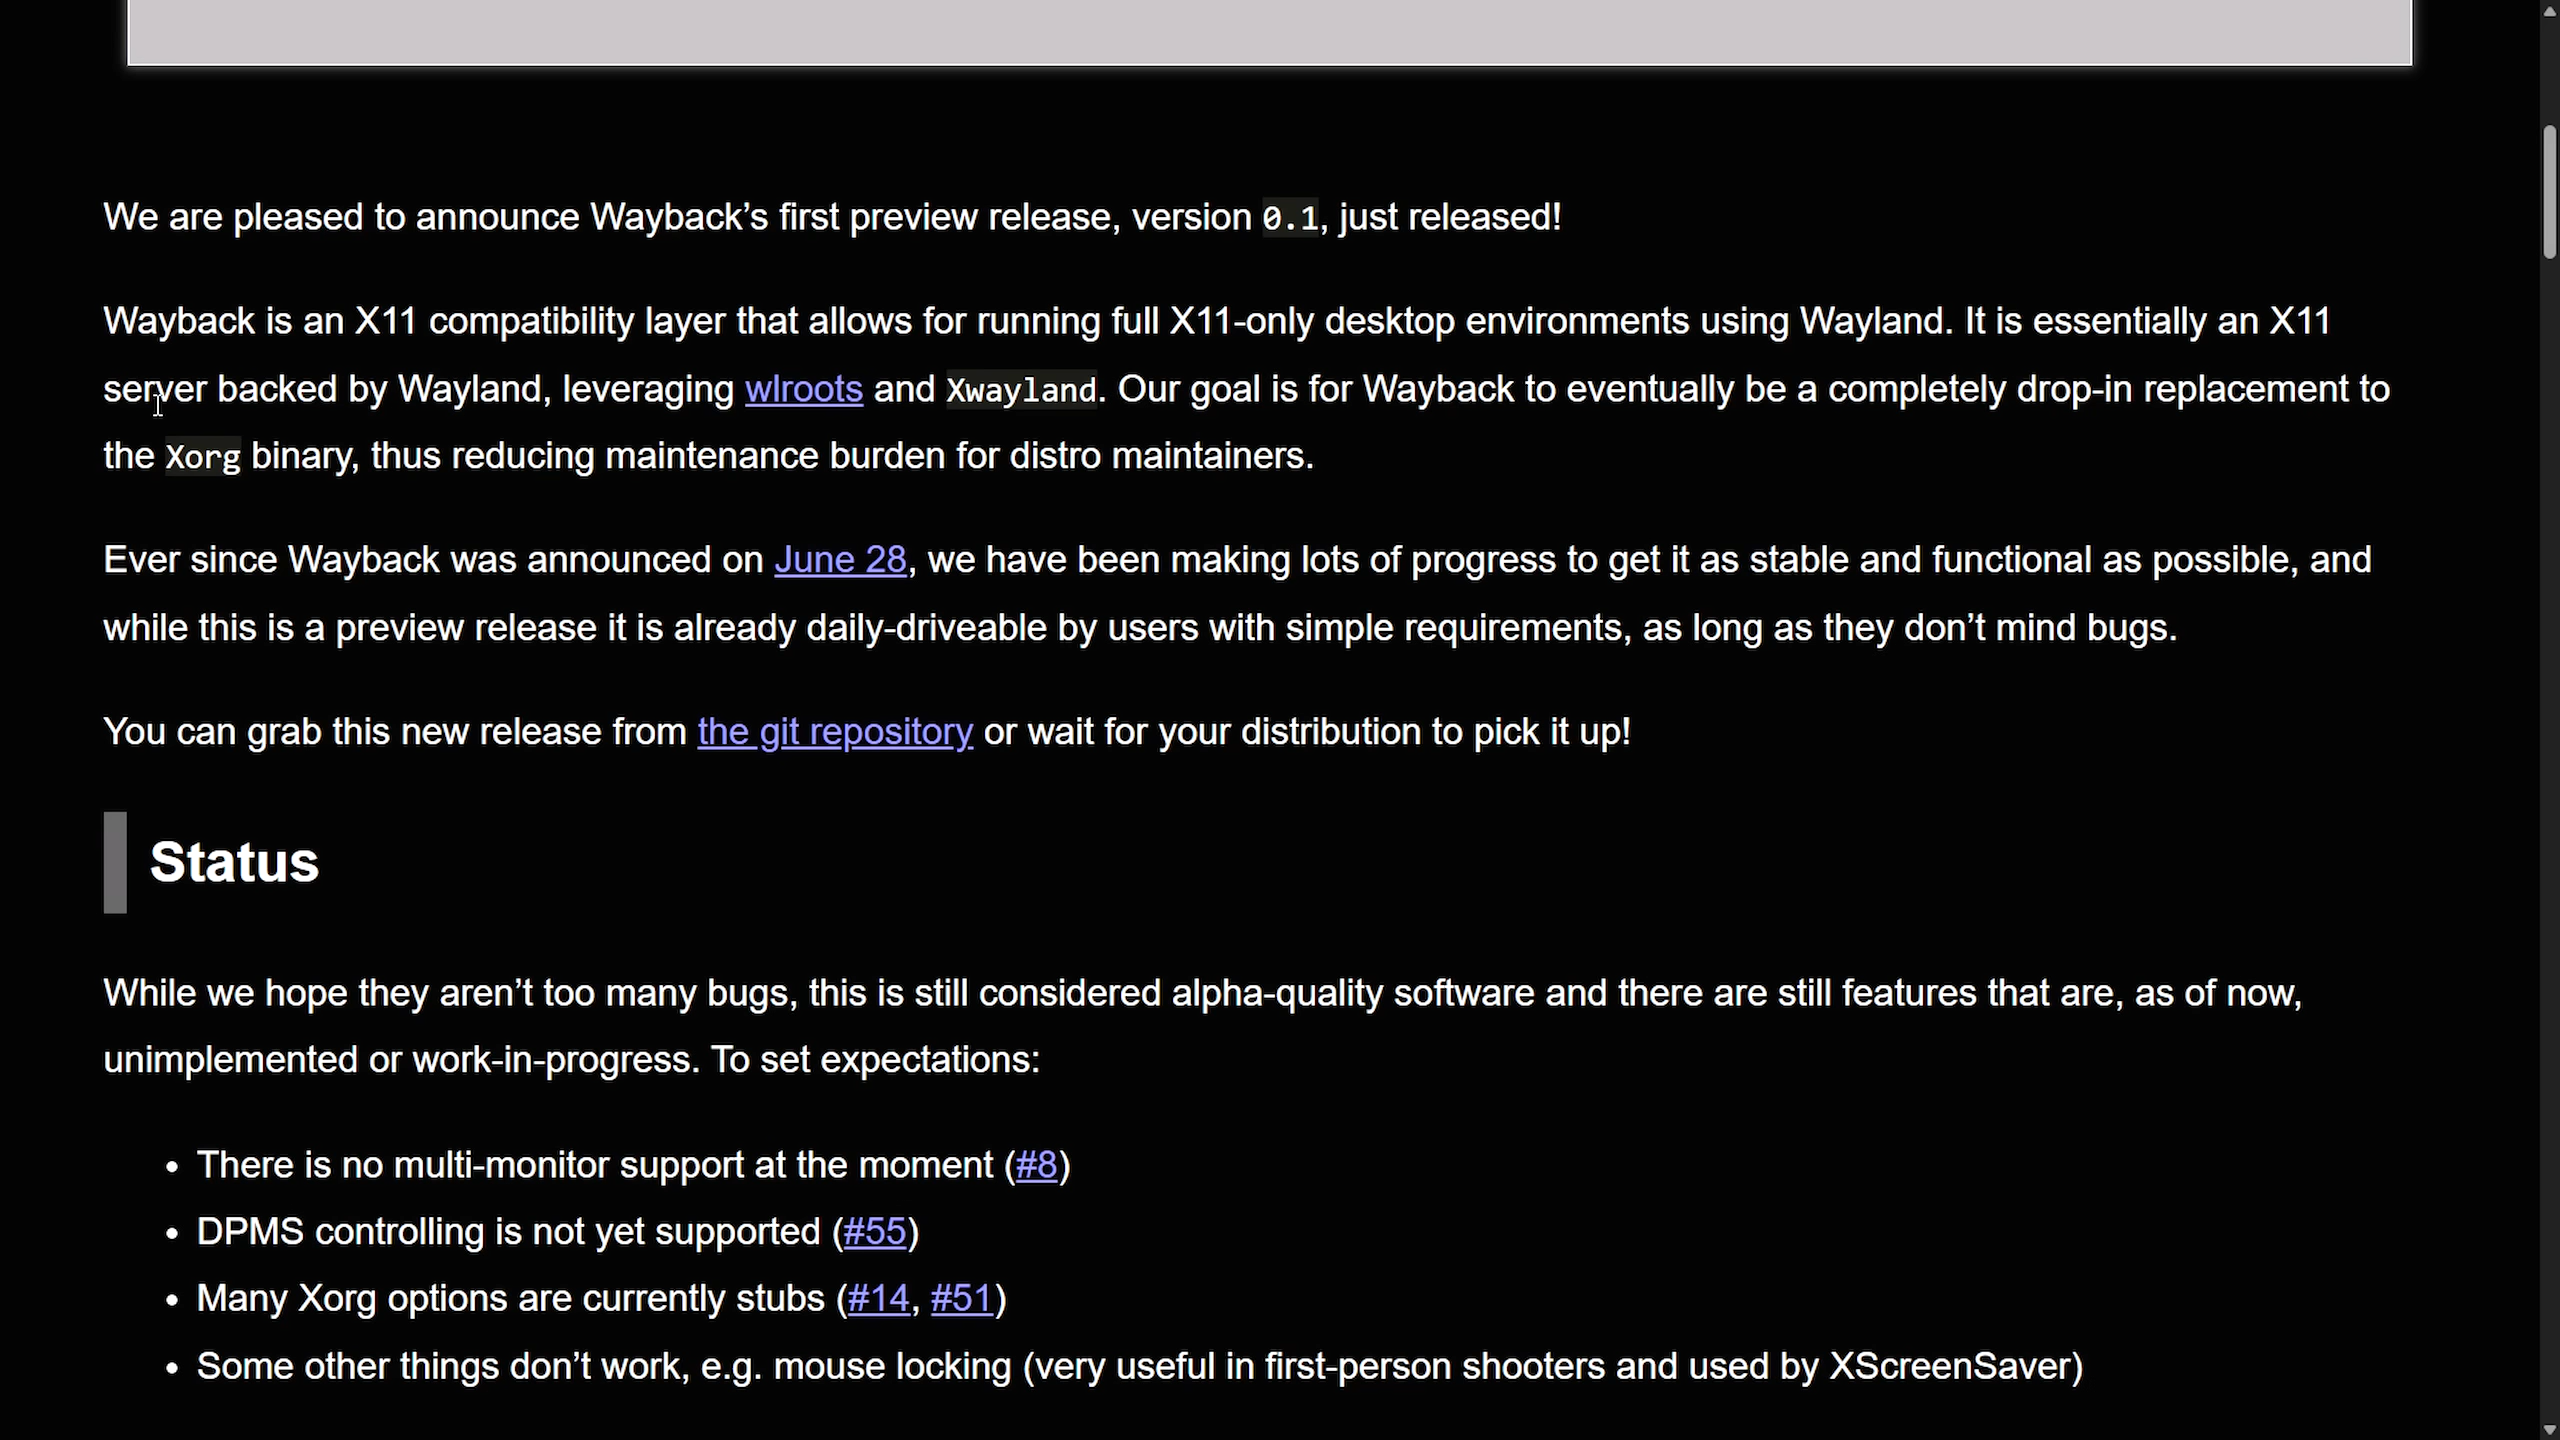 We are pleased to announce Wayback’s first preview release, version 0.1, just released!
Wayback is an X11 compatibility layer that allows for running full X11-only desktop environments using Wayland. It is essentially an X11
server backed by Wayland, leveraging wlroots and Xwayland. Our goal is for Wayback to eventually be a completely drop-in replacement to
the Xorg binary, thus reducing maintenance burden for distro maintainers.
Ever since Wayback was announced on June 28, we have been making lots of progress to get it as stable and functional as possible, and
while this is a preview release it is already daily-driveable by users with simple requirements, as long as they don’t mind bugs.
You can grab this new release from the git repository or wait for your distribution to pick it up!
Status
While we hope they aren’t too many bugs, this is still considered alpha-quality software and there are still features that are, as of now,
unimplemented or work-in-progress. To set expectations:
• There is no multi-monitor support at the moment (#8)
• DPMS controlling is not yet supported (#55)
• Many Xorg options are currently stubs (#14, #51)
• Some other things don’t work, e.g. mouse locking (very useful in first-person shooters and used by XScreenSaver)